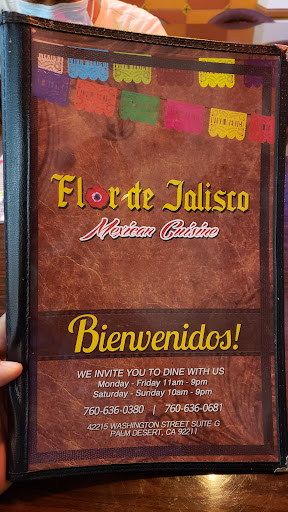 Flor de Jalisco
Mexican Cuisine
Bienvenidos!
WE INVITE YOU TO DINE WITH US
Monday - Friday 11am - 9pm
Saturday - Sunday 10am - 9pm
760-636-0380 | 760-636-0681
42215 WASHINGTON STREET SUITE G
PALM DESERT, CA 92211